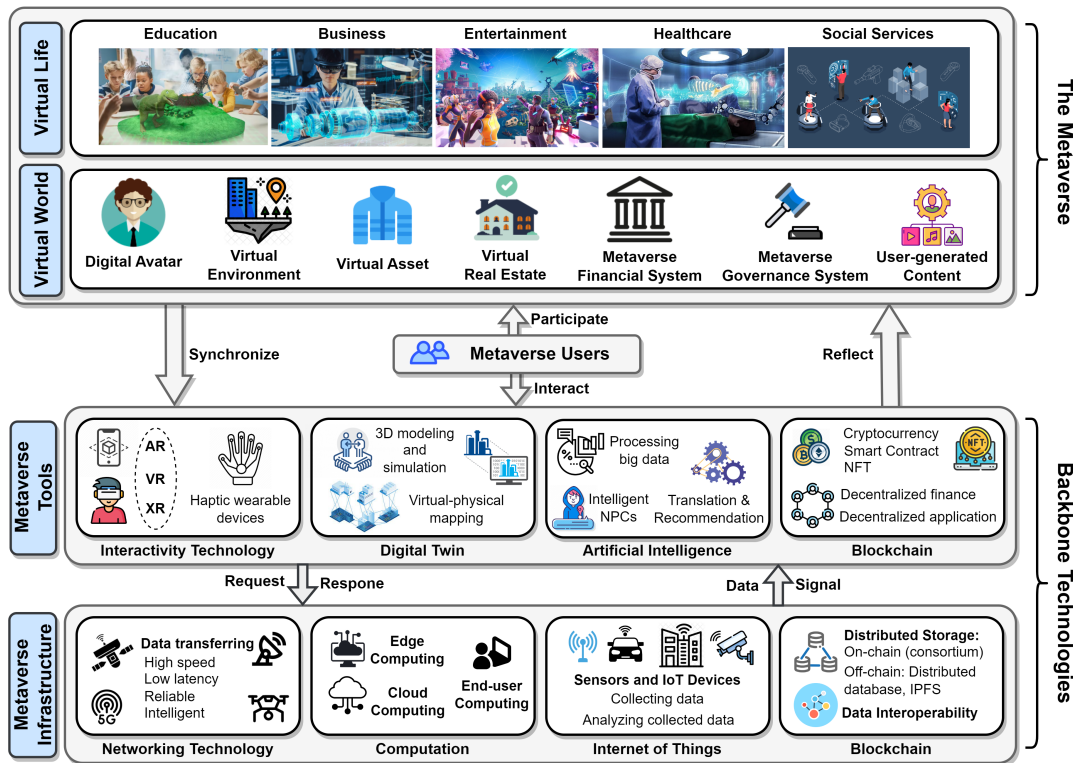 Virtual Life
Education
Business
Entertainment
Healthcare
Social Services
The Metaverse
Virtual World
Digital Avatar
Virtual
Environment
Virtual Asset
Virtual
Real Estate
Metaverse
Financial System
Metaverse
Governance System
User-generated
Content
Synchronize
Participate
Metaverse Users
Interact
Reflect
Metaverse
Tools
AR
VR
XR
Haptic wearable
devices
Interactivity Technology
3D modeling
and
simulation
Virtual-physical
mapping
Digital Twin
Processing
big data
Intelligent
NPCs
Translation &
Recommendation
Artificial Intelligence
Cryptocurrency
Smart Contract
NFT
NFT
Decentralized finance
Decentralized application
Blockchain
Backbone Technologies
Request
Respone
Data
Signal
Metaverse
Infrastructure
Data transferring
High speed
Low latency
Reliable
Intelligent
5G
Networking Technology
Edge
Computing
Cloud
Computing
End-user
Computing
Computation
Sensors and IoT Devices
Collecting data
Analyzing collected data
Internet of Things
Distributed Storage:
On-chain (consortium)
Off-chain: Distributed
database, IPFS
Data Interoperability
Blockchain